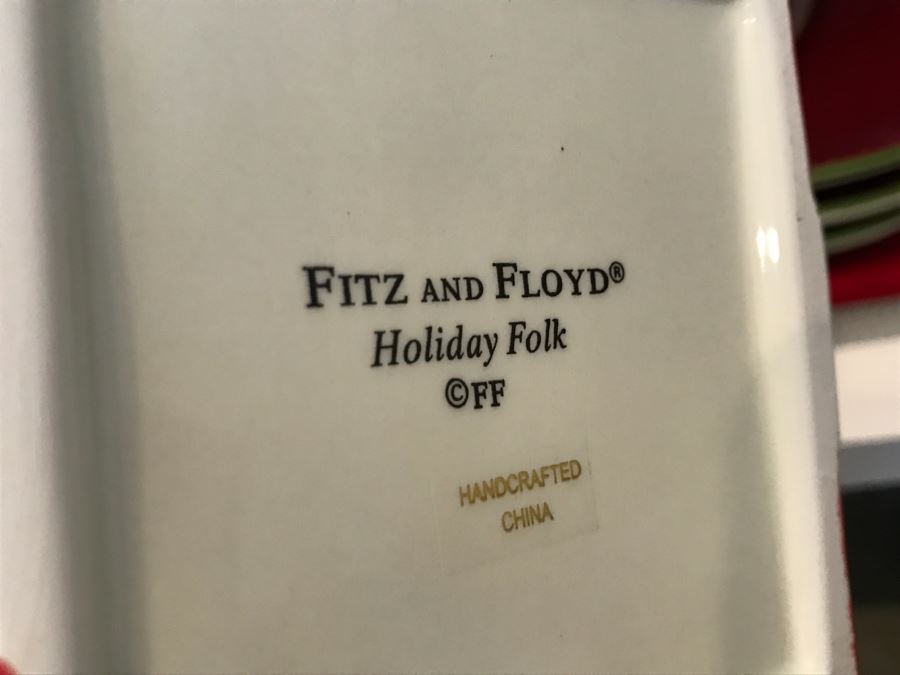 FITZ AND FLOYD®
Holiday Folk
©FF
HANDCRAFTED
CHINA